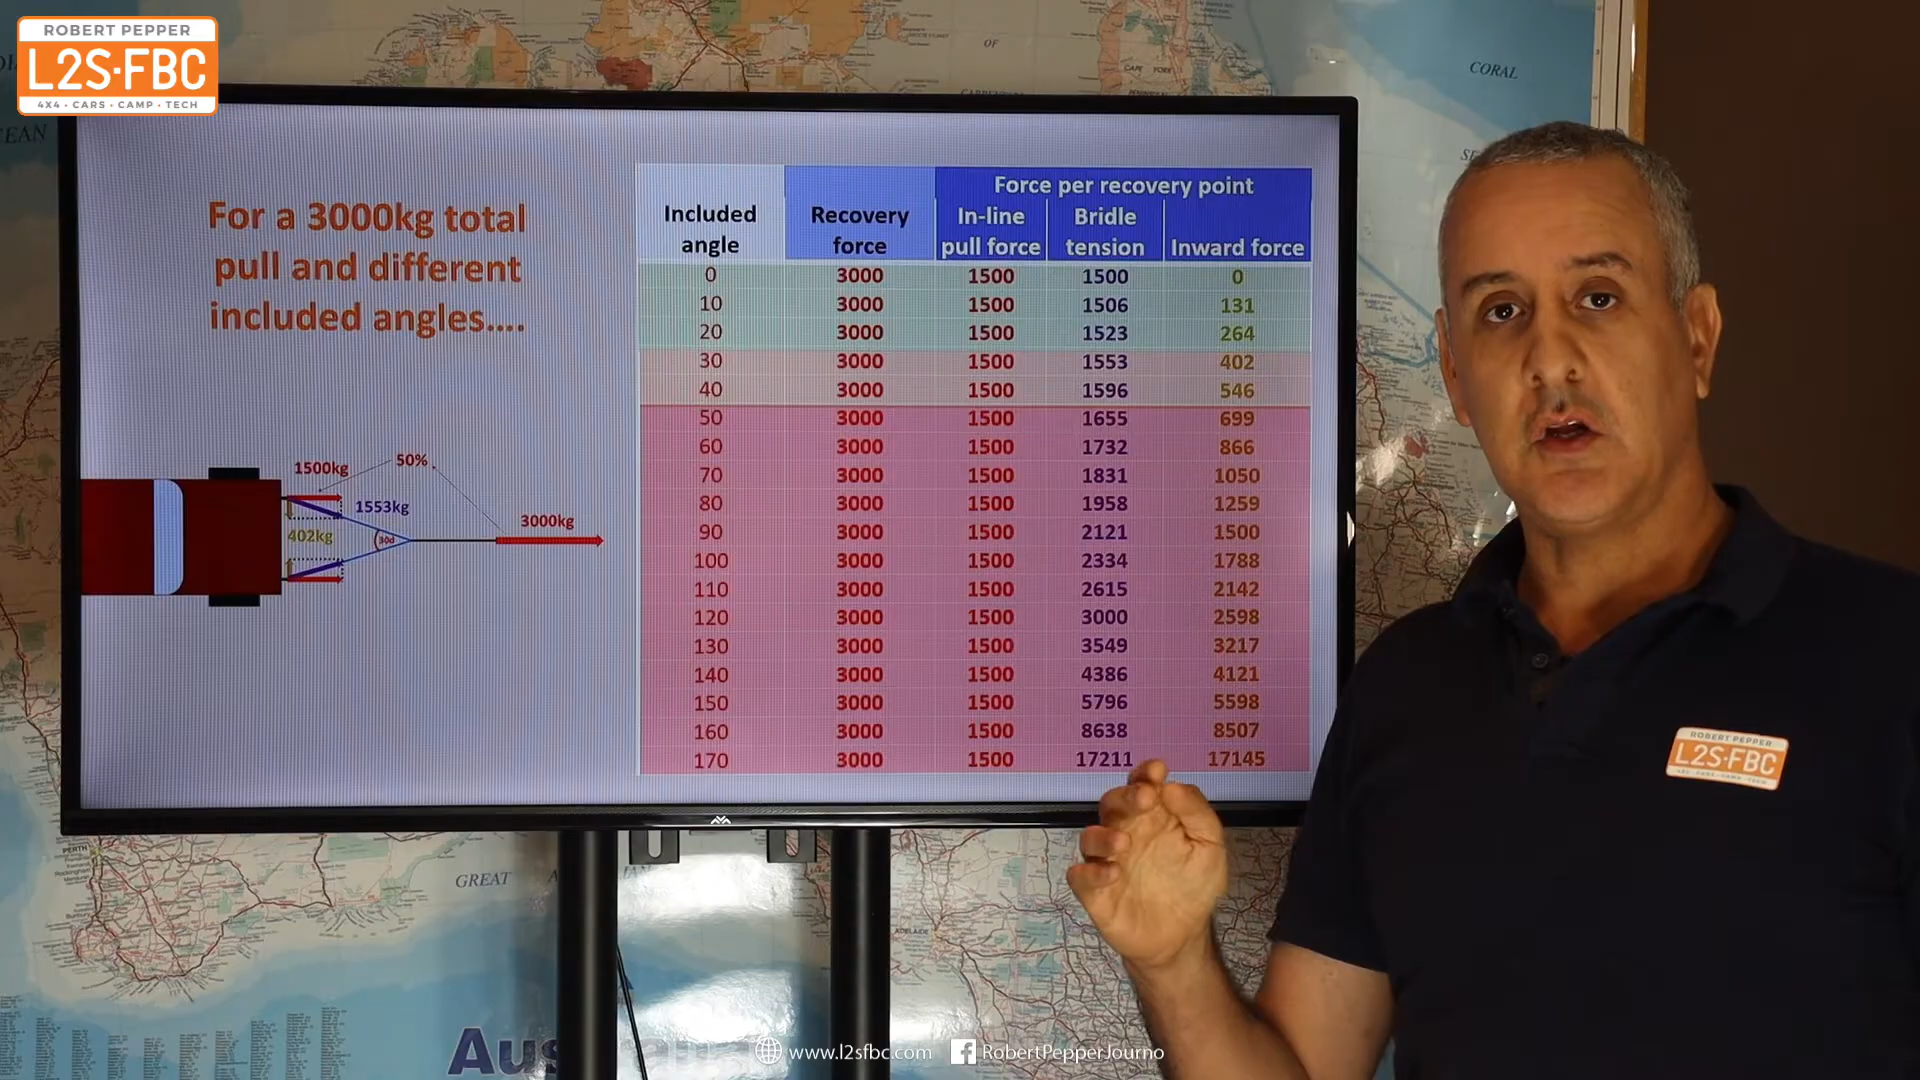 ROBERT PEPPER
L2S·FBC
4X4 · CARS · CAMP · TECH
OF
CORAL
CAPE YORK
For a 3000kg total
pull and different
included angles....
Force per recovery point
Included angle Recovery force In-line pull force Bridle tension Inward force
0 3000 1500 1500 0
10 3000 1500 1506 131
20 3000 1500 1523 264
30 3000 1500 1553 402
40 3000 1500 1596 546
50 3000 1500 1655 699
60 3000 1500 1732 866
70 3000 1500 1831 1050
80 3000 1500 1958 1259
90 3000 1500 2121 1500
100 3000 1500 2334 1788
110 3000 1500 2615 2142
120 3000 1500 3000 2598
130 3000 1500 3549 3217
140 3000 1500 4386 4121
150 3000 1500 5796 5598
160 3000 1500 8638 8507
170 3000 1500 17211 17145
1500kg 50%
1553kg
402kg
30d
3000kg
ROBERT PEPPER
L2S·FBC
PERTH
GREAT
ADELAIDE
Aus
www.l2sfbc.com RobertPepperJourno